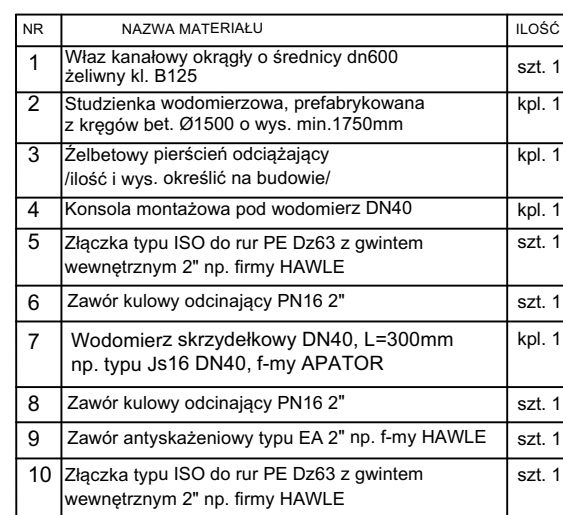 NR NAZWA MATERIAŁU ILOŚĆ
1 Właz kanałowy okrągły o średnicy dn600
żeliwny kl. B125 szt. 1
2 Studzienka wodomierzowa, prefabrykowana kpl. 1
z kręgów bet. Ø1500 o wys. min.1750mm
3 Żelbetowy pierścień odciążający kpl. 1
/ilość i wys. określić na budowie/
4 Konsola montażowa pod wodomierz DN40 kpl. 1
5 Złączka typu ISO do rur PE Dz63 z gwintem szt. 1
wewnętrznym 2" np. firmy HAWLE
6 Zawór kulowy odcinający PN16 2" szt. 1
7 Wodomierz skrzydełkowy DN40, L=300mm kpl. 1
np. typu Js16 DN40, f-my APATOR
8 Zawór kulowy odcinający PN16 2" szt. 1
9 Zawór antyskażeniowy typu EA 2" np. f-my HAWLE szt. 1
10 Złączka typu ISO do rur PE Dz63 z gwintem szt. 1
wewnętrznym 2" np. firmy HAWLE